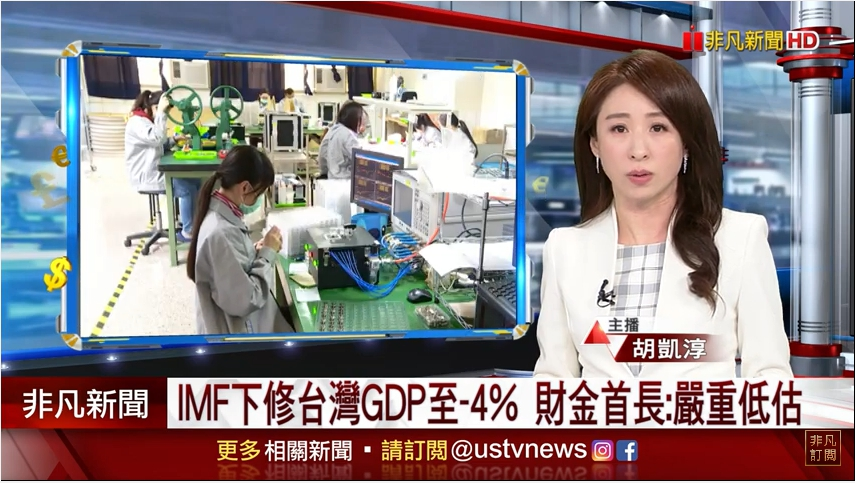 非凡新聞HD
主播
胡凱淳
非凡新聞
IMF下修台灣GDP至-4% 財金首長:嚴重低估
更多相關新聞▪請訂閱@ustvnews
非凡
訂閱